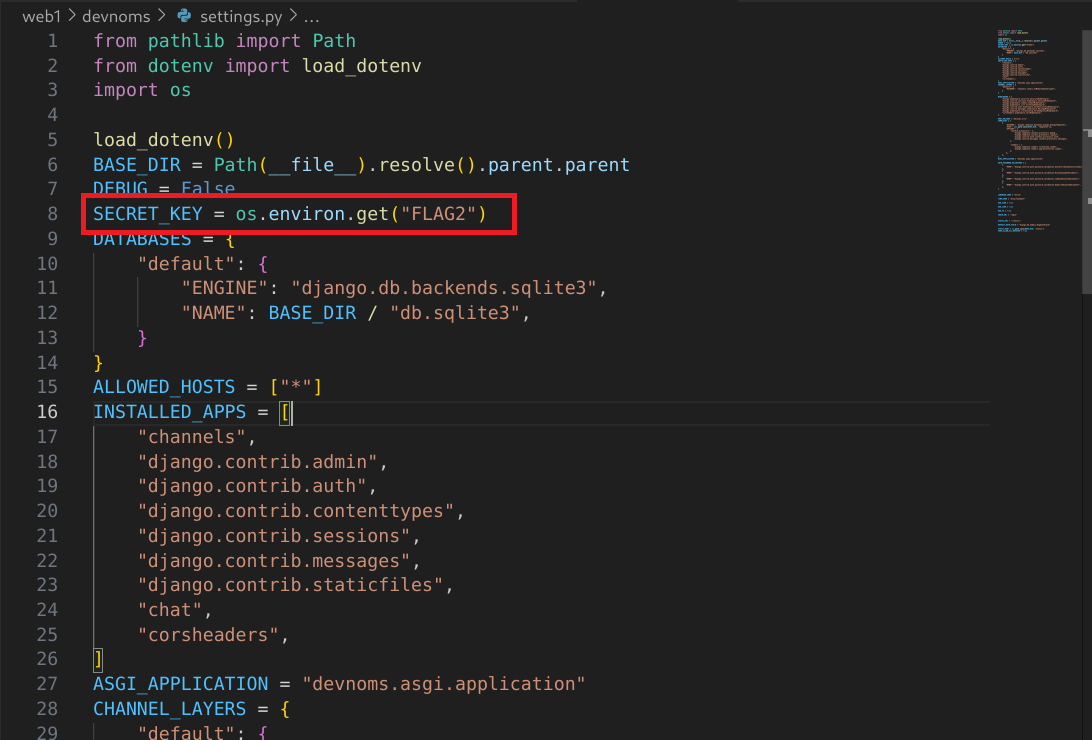 web1 > devnoms > settings.py > ...
1 from pathlib import Path
2 from dotenv import load_dotenv
3 import os
4
5 load_dotenv()
6 BASE_DIR = Path(__file__).resolve().parent.parent
7 DEBUG = False
8 SECRET_KEY = os.environ.get("FLAG2")
9 DATABASES = {
10     "default": {
11         "ENGINE": "django.db.backends.sqlite3",
12         "NAME": BASE_DIR / "db.sqlite3",
13     }
14 }
15 ALLOWED_HOSTS = ["*"]
16 INSTALLED_APPS = [
17     "channels",
18     "django.contrib.admin",
19     "django.contrib.auth",
20     "django.contrib.contenttypes",
21     "django.contrib.sessions",
22     "django.contrib.messages",
23     "django.contrib.staticfiles",
24     "chat",
25     "corsheaders",
26 ]
27 ASGI_APPLICATION = "devnoms.asgi.application"
28 CHANNEL_LAYERS = {
29     "default": {